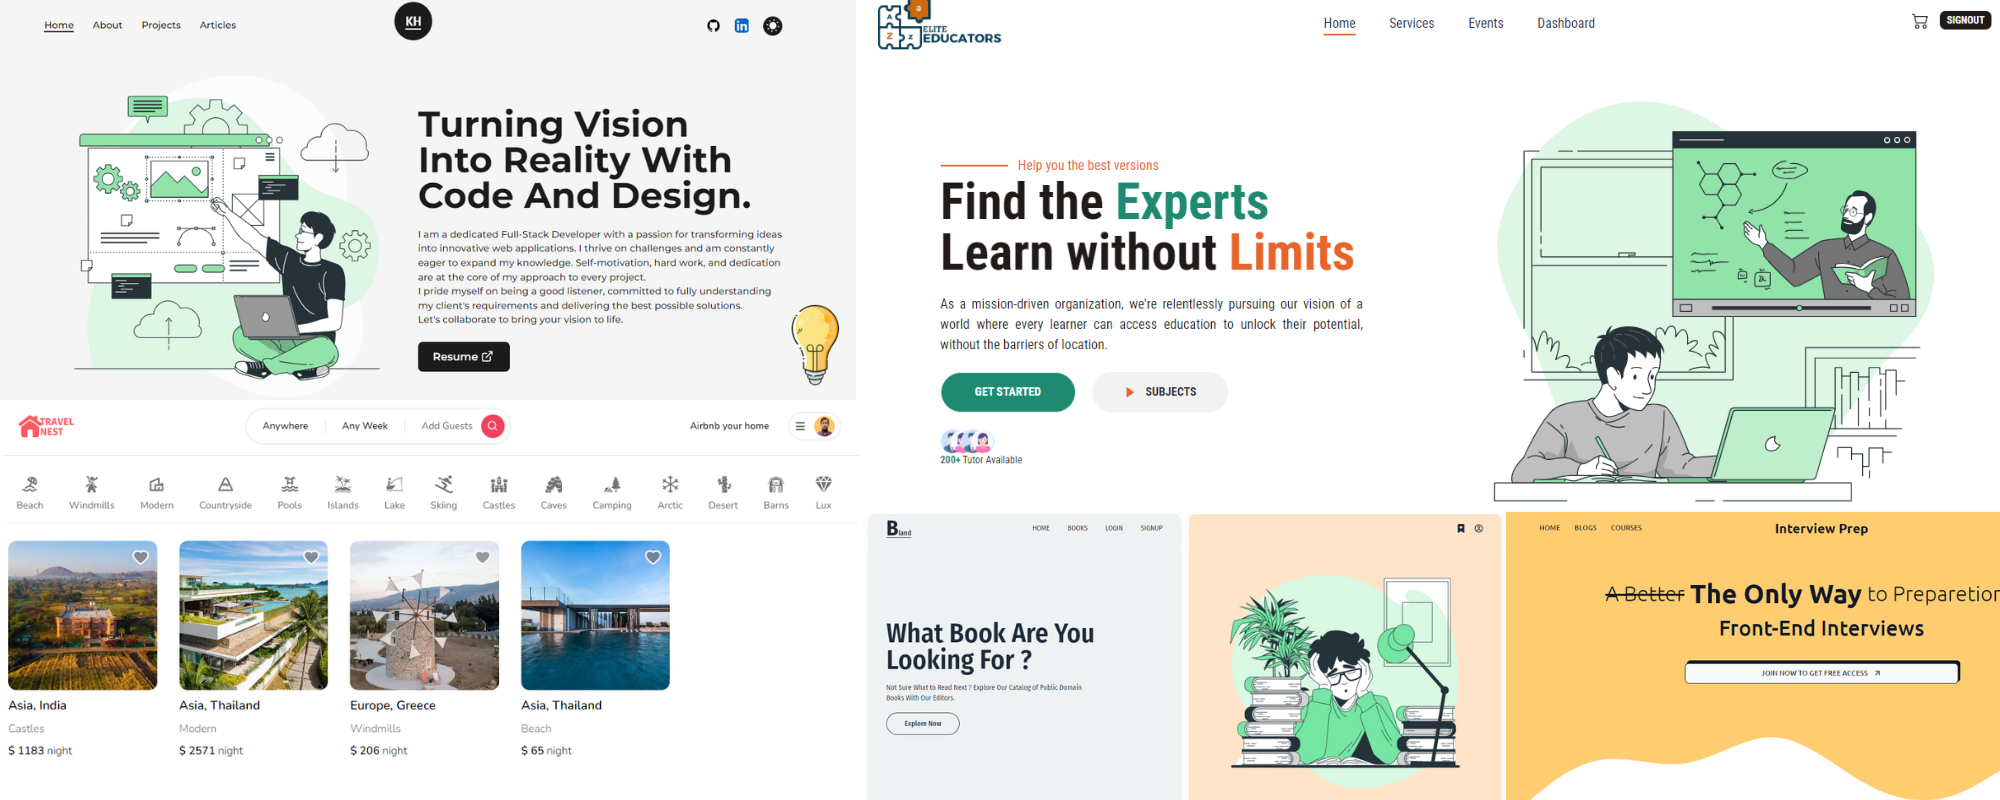 Home About Projects Articles
KH
Turning Vision
Into Reality With
Code And Design.
I am a dedicated Full-Stack Developer with a passion for transforming ideas
into innovative web applications. I thrive on challenges and am constantly
eager to expand my knowledge. Self-motivation, hard work, and dedication
are at the core of my approach to every project.
I pride myself on being a good listener, committed to fully understanding
my client's requirements and delivering the best possible solutions.
Let's collaborate to bring your vision to life.
Resume
TRAVEL
NEST
Anywhere Any Week Add Guests
Airbnb your home
Beach Windmills Modern Countryside Pools Islands Lake Skiing Castles Caves Camping Arctic Desert Barns Lux
Asia, India
Castles
$ 1183 night
Asia, Thailand
Modern
$ 2571 night
Europe, Greece
Windmills
$ 206 night
Asia, Thailand
Beach
$ 65 night
A a
Z z
ELITE
EDUCATORS
Home Services Events Dashboard
SIGNOUT
Help you the best versions
Find the Experts
Learn without Limits
As a mission-driven organization, we're relentlessly pursuing our vision of a
world where every learner can access education to unlock their potential,
without the barriers of location.
GET STARTED
SUBJECTS
200+ Tutor Available
Bland
HOME BOOKS LOGIN SIGNUP
What Book Are You
Looking For ?
Not Sure What to Read Next ? Explore Our Catalog of Public Domain
Books With Our Editors.
Explore Now
HOME BLOGS COURSES
Interview Prep
A Better The Only Way to Preparetion
Front-End Interviews
JOIN NOW TO GET FREE ACCESS